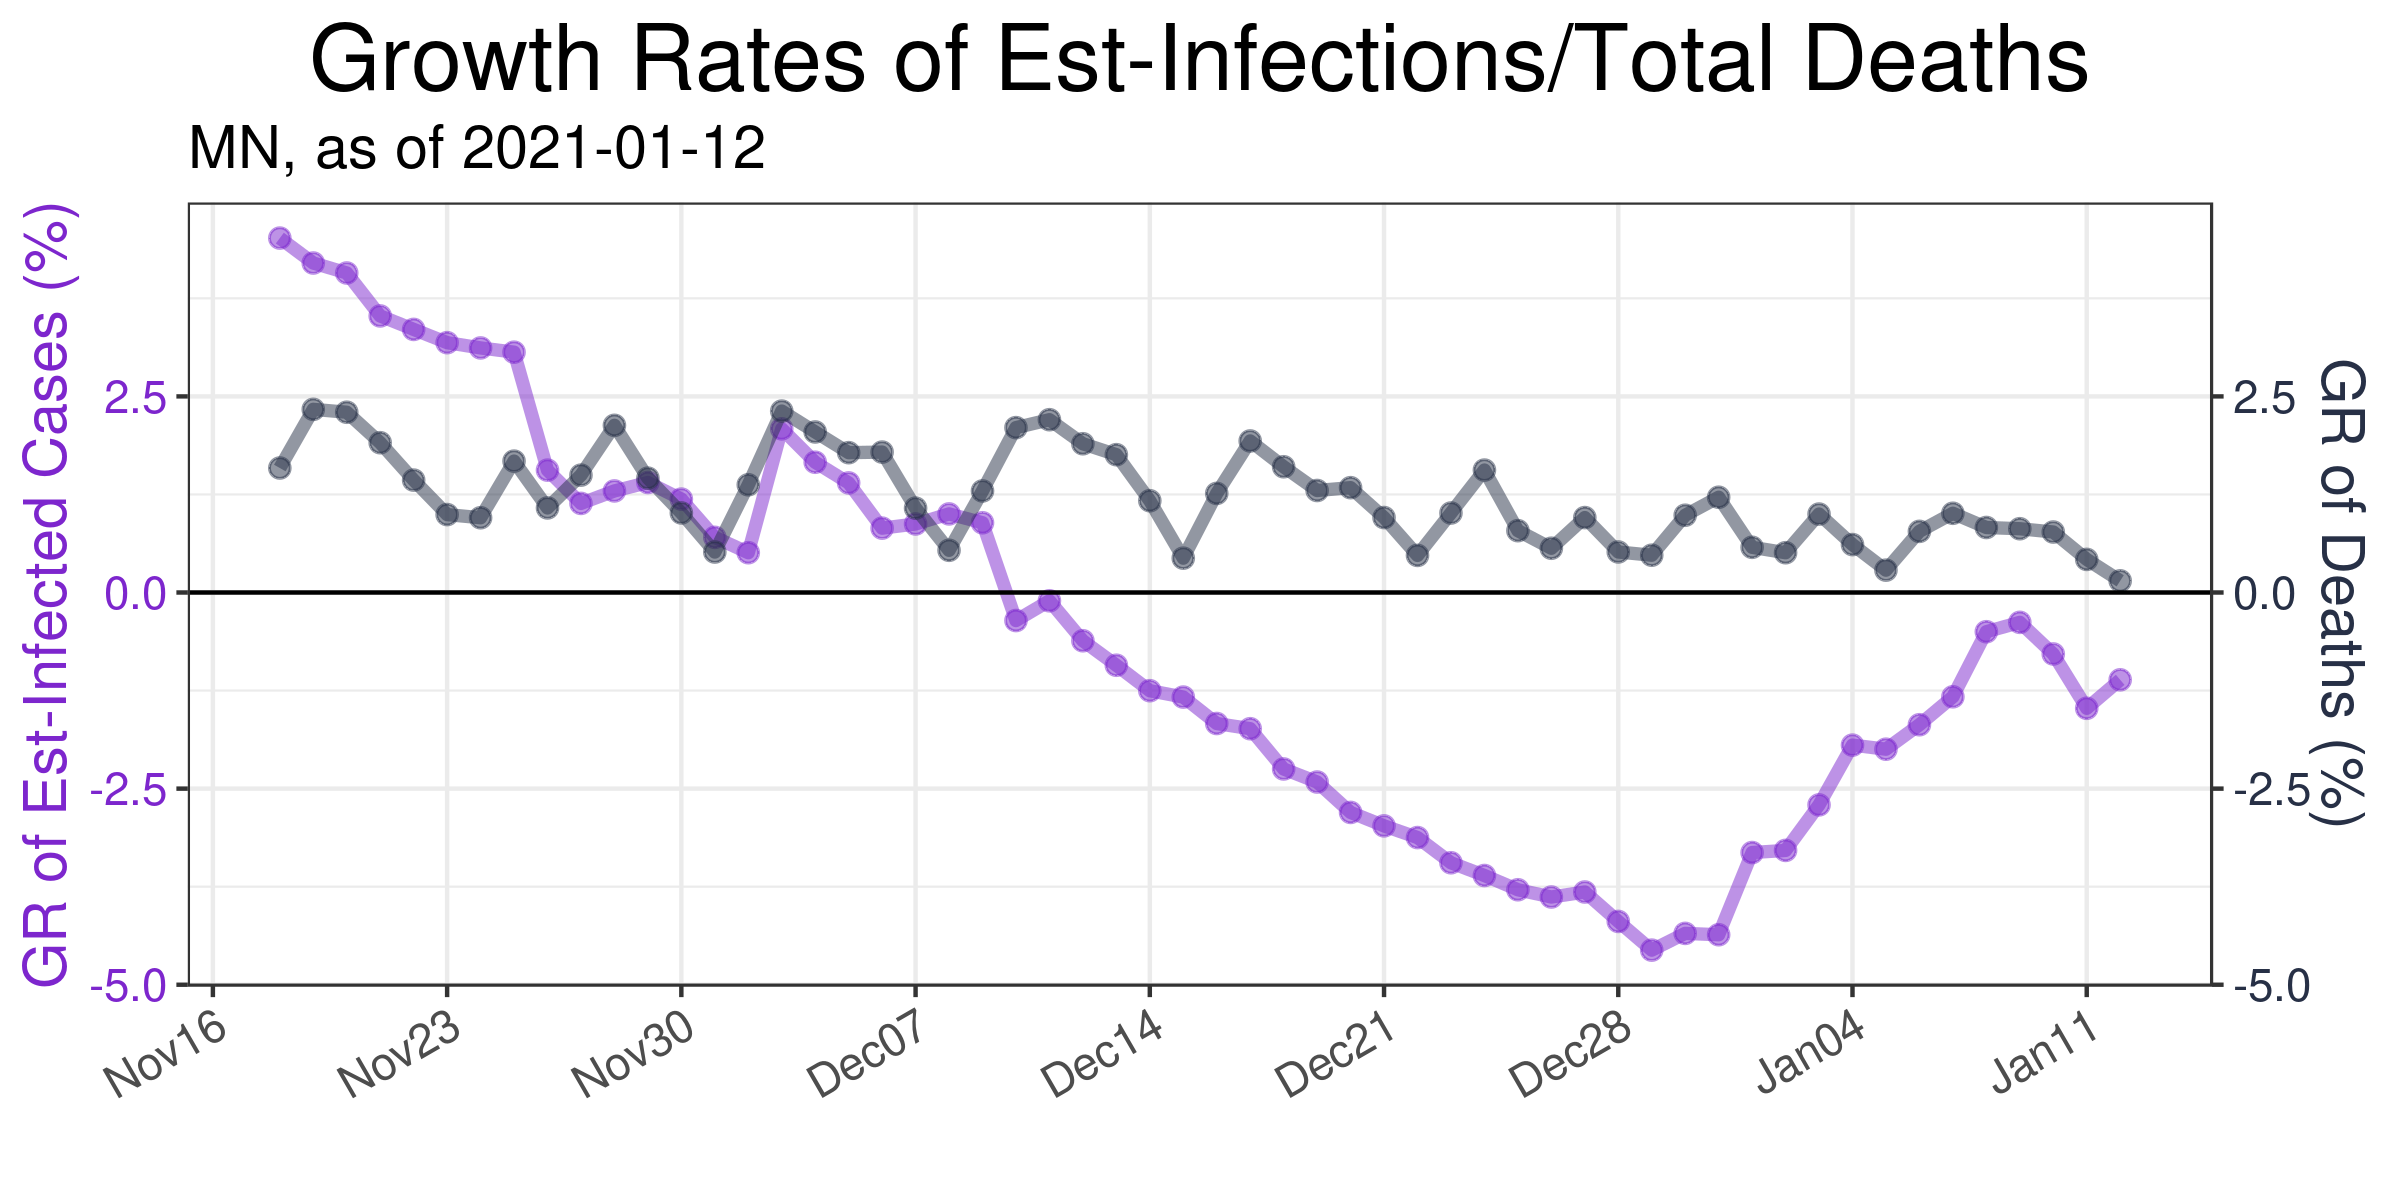 Growth Rates of Est-Infections/Total Deaths
MN, as of 2021-01-12
GR of Est-Infected Cases (%)
2.5
0.0
-2.5
-5.0
GR of Deaths (%)
2.5
0.0
-2.5
-5.0
Nov16
Nov23
Nov30
Dec07
Dec14
Dec21
Dec28
Jan04
Jan11